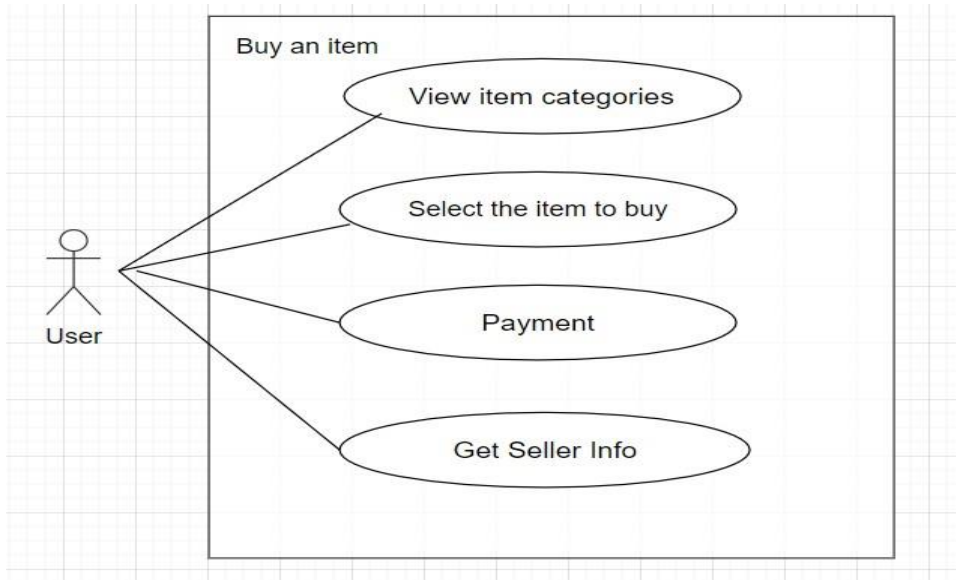 Buy an item
View item categories
Select the item to buy
User
Payment
Get Seller Info